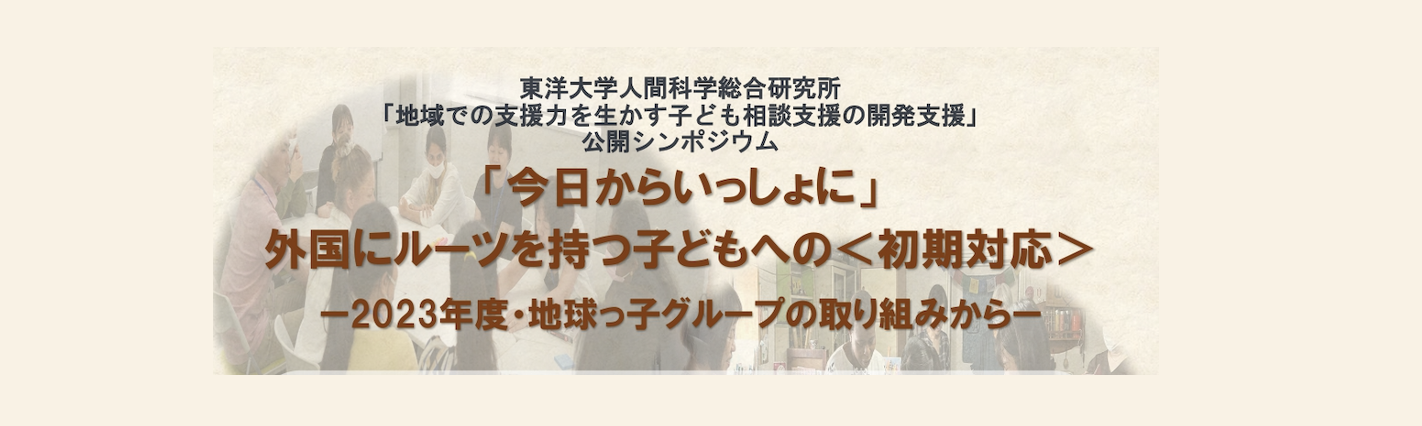 東洋大学人間科学総合研究所
「地域での支援力を生かす子ども相談支援の開発支援」
公開シンポジウム
「今日からいっしょに」
外国にルーツを持つ子どもへの＜初期対応＞
ー2023年度・地球っ子グループの取り組みからー